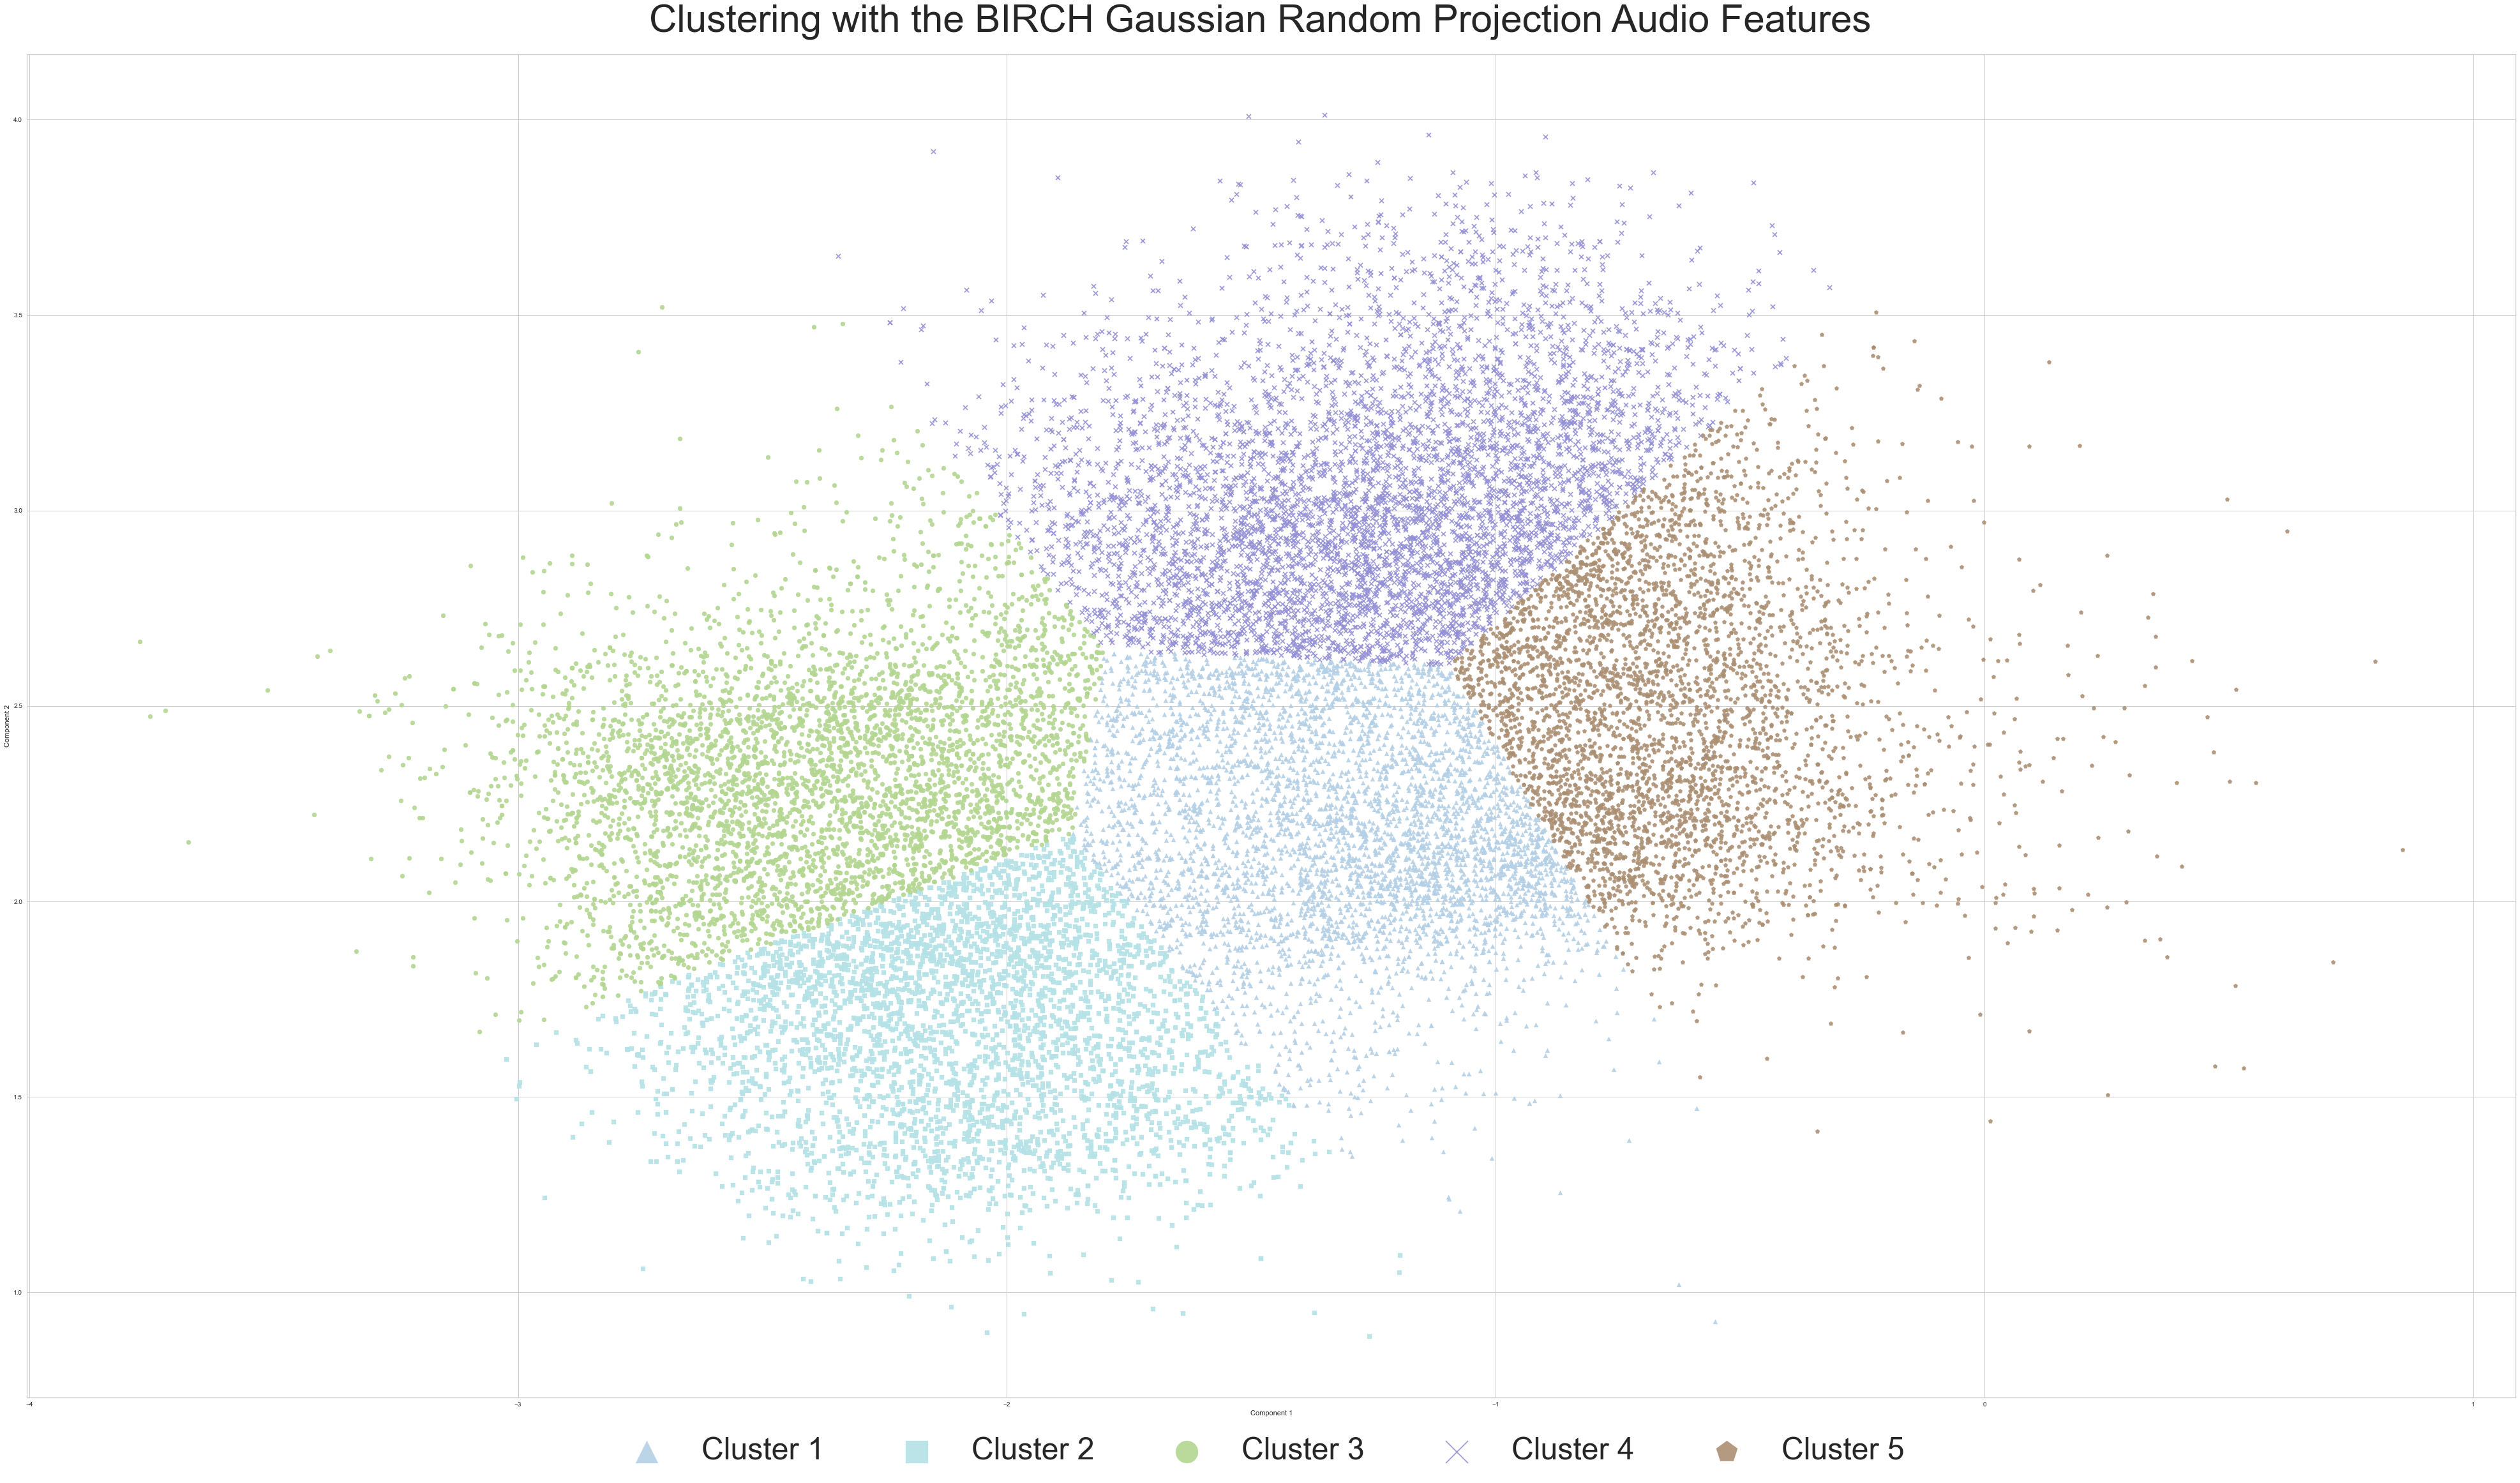 Clustering with the BIRCH Gaussian Random Projection Audio Features
4.0
3.5
3.0
2.5
2.0
1.5
1.0
Component 2
−4
−3
−2
−1
0
1
Component 1
Cluster 1
Cluster 2
Cluster 3
Cluster 4
Cluster 5